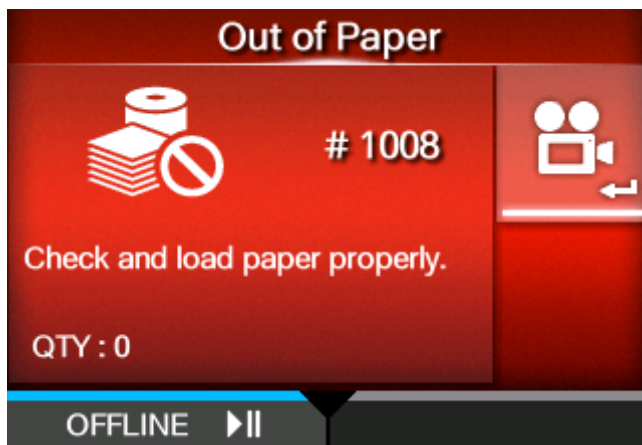 Out of Paper
# 1008
Check and load paper properly.
QTY : 0
OFFLINE